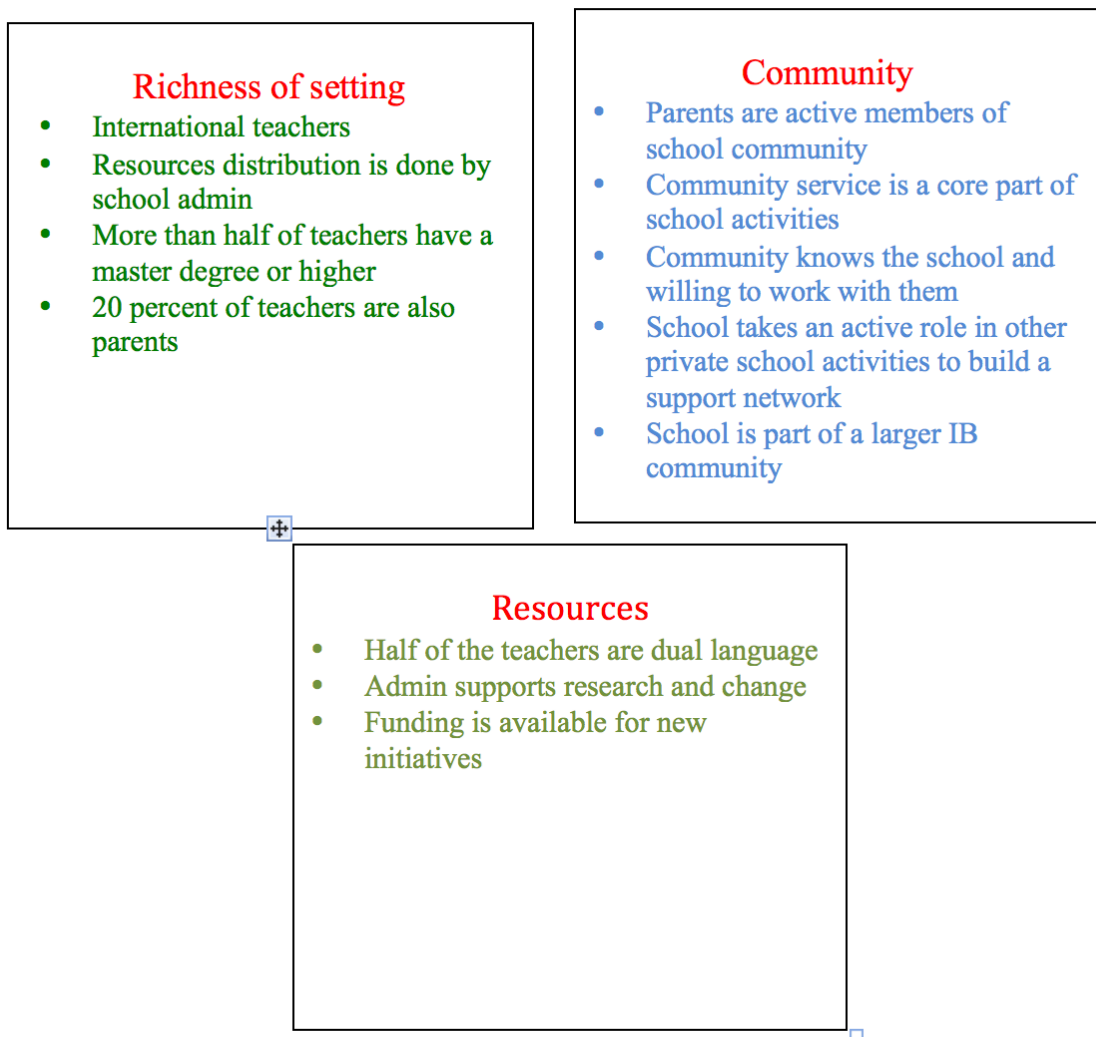 Richness of setting
• International teachers
• Resources distribution is done by
school admin
• More than half of teachers have a
master degree or higher
• 20 percent of teachers are also
parents
Community
• Parents are active members of
school community
• Community service is a core part of
school activities
• Community knows the school and
willing to work with them
• School takes an active role in other
private school activities to build a
support network
• School is part of a larger IB
community
Resources
• Half of the teachers are dual language
• Admin supports research and change
• Funding is available for new
initiatives